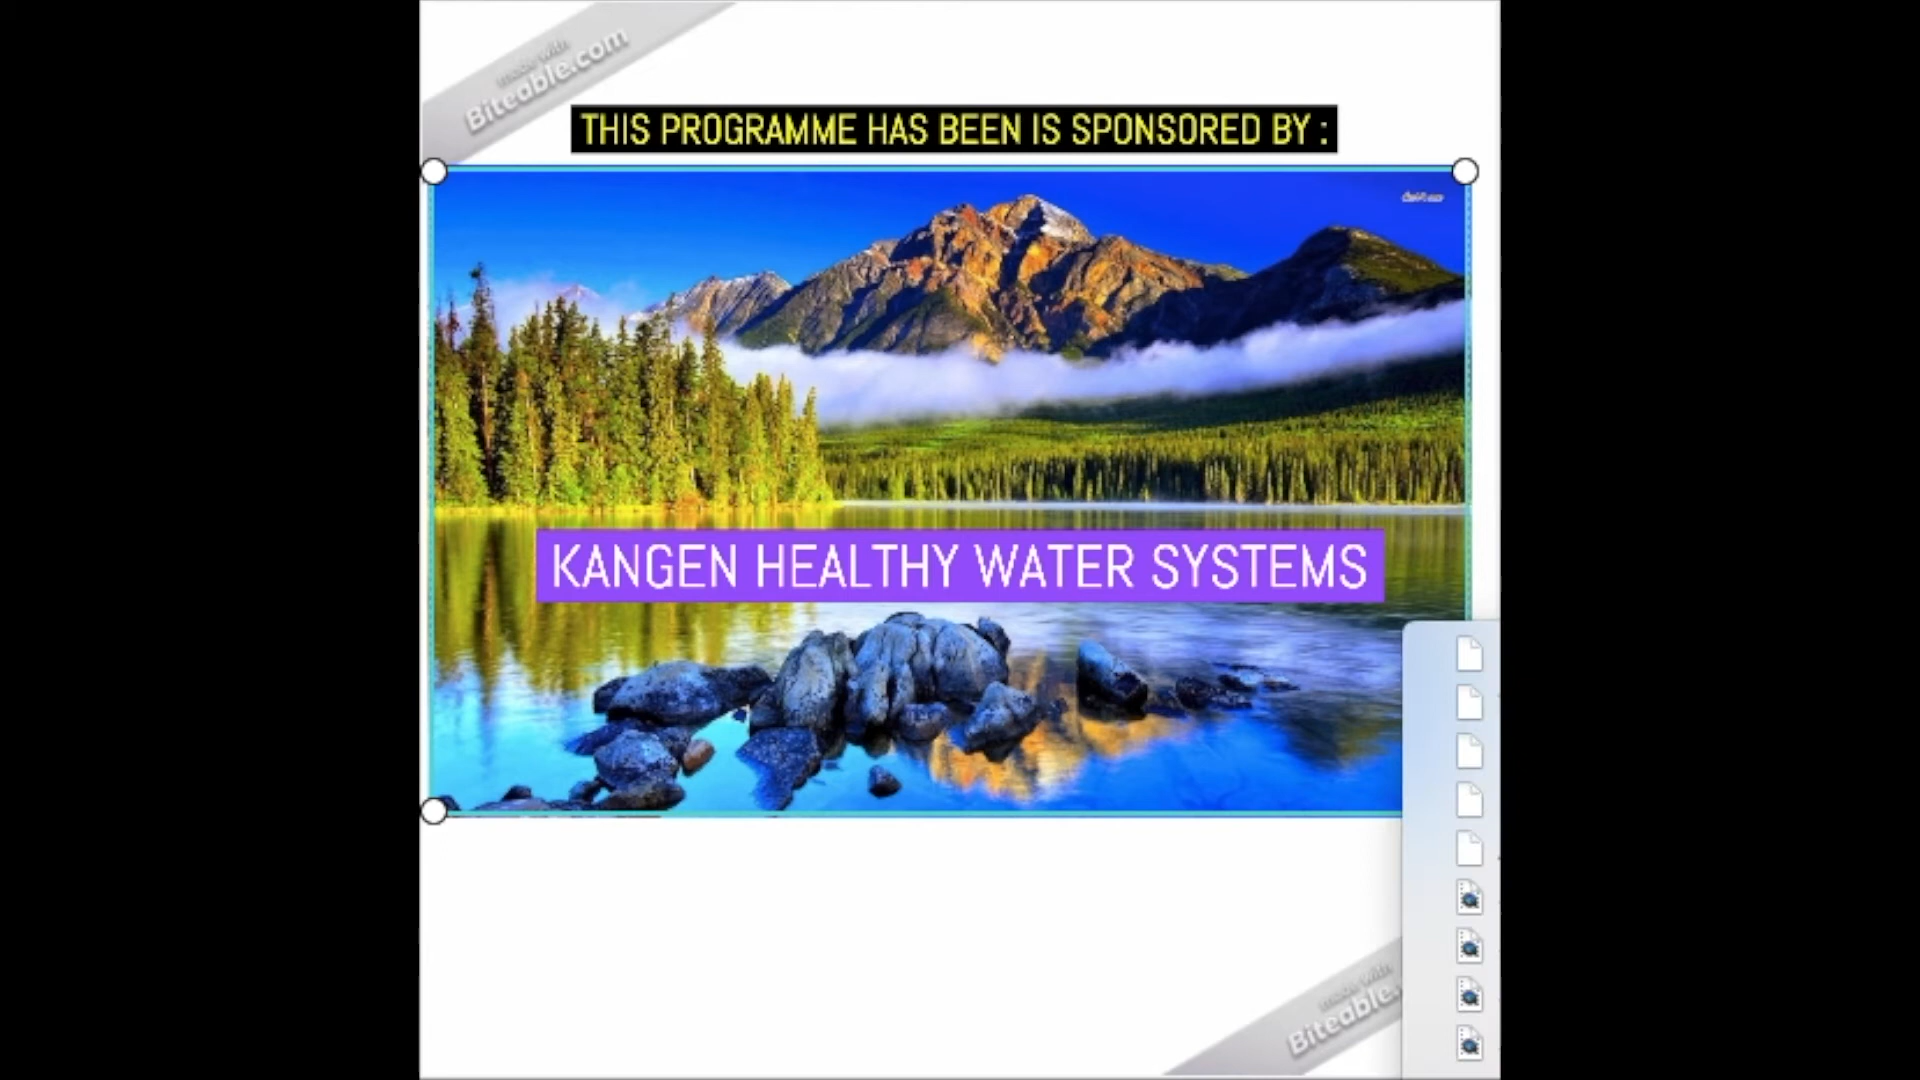 made with
Biteable.com
THIS PROGRAMME HAS BEEN IS SPONSORED BY :
KANGEN HEALTHY WATER SYSTEMS
made with
Biteable.